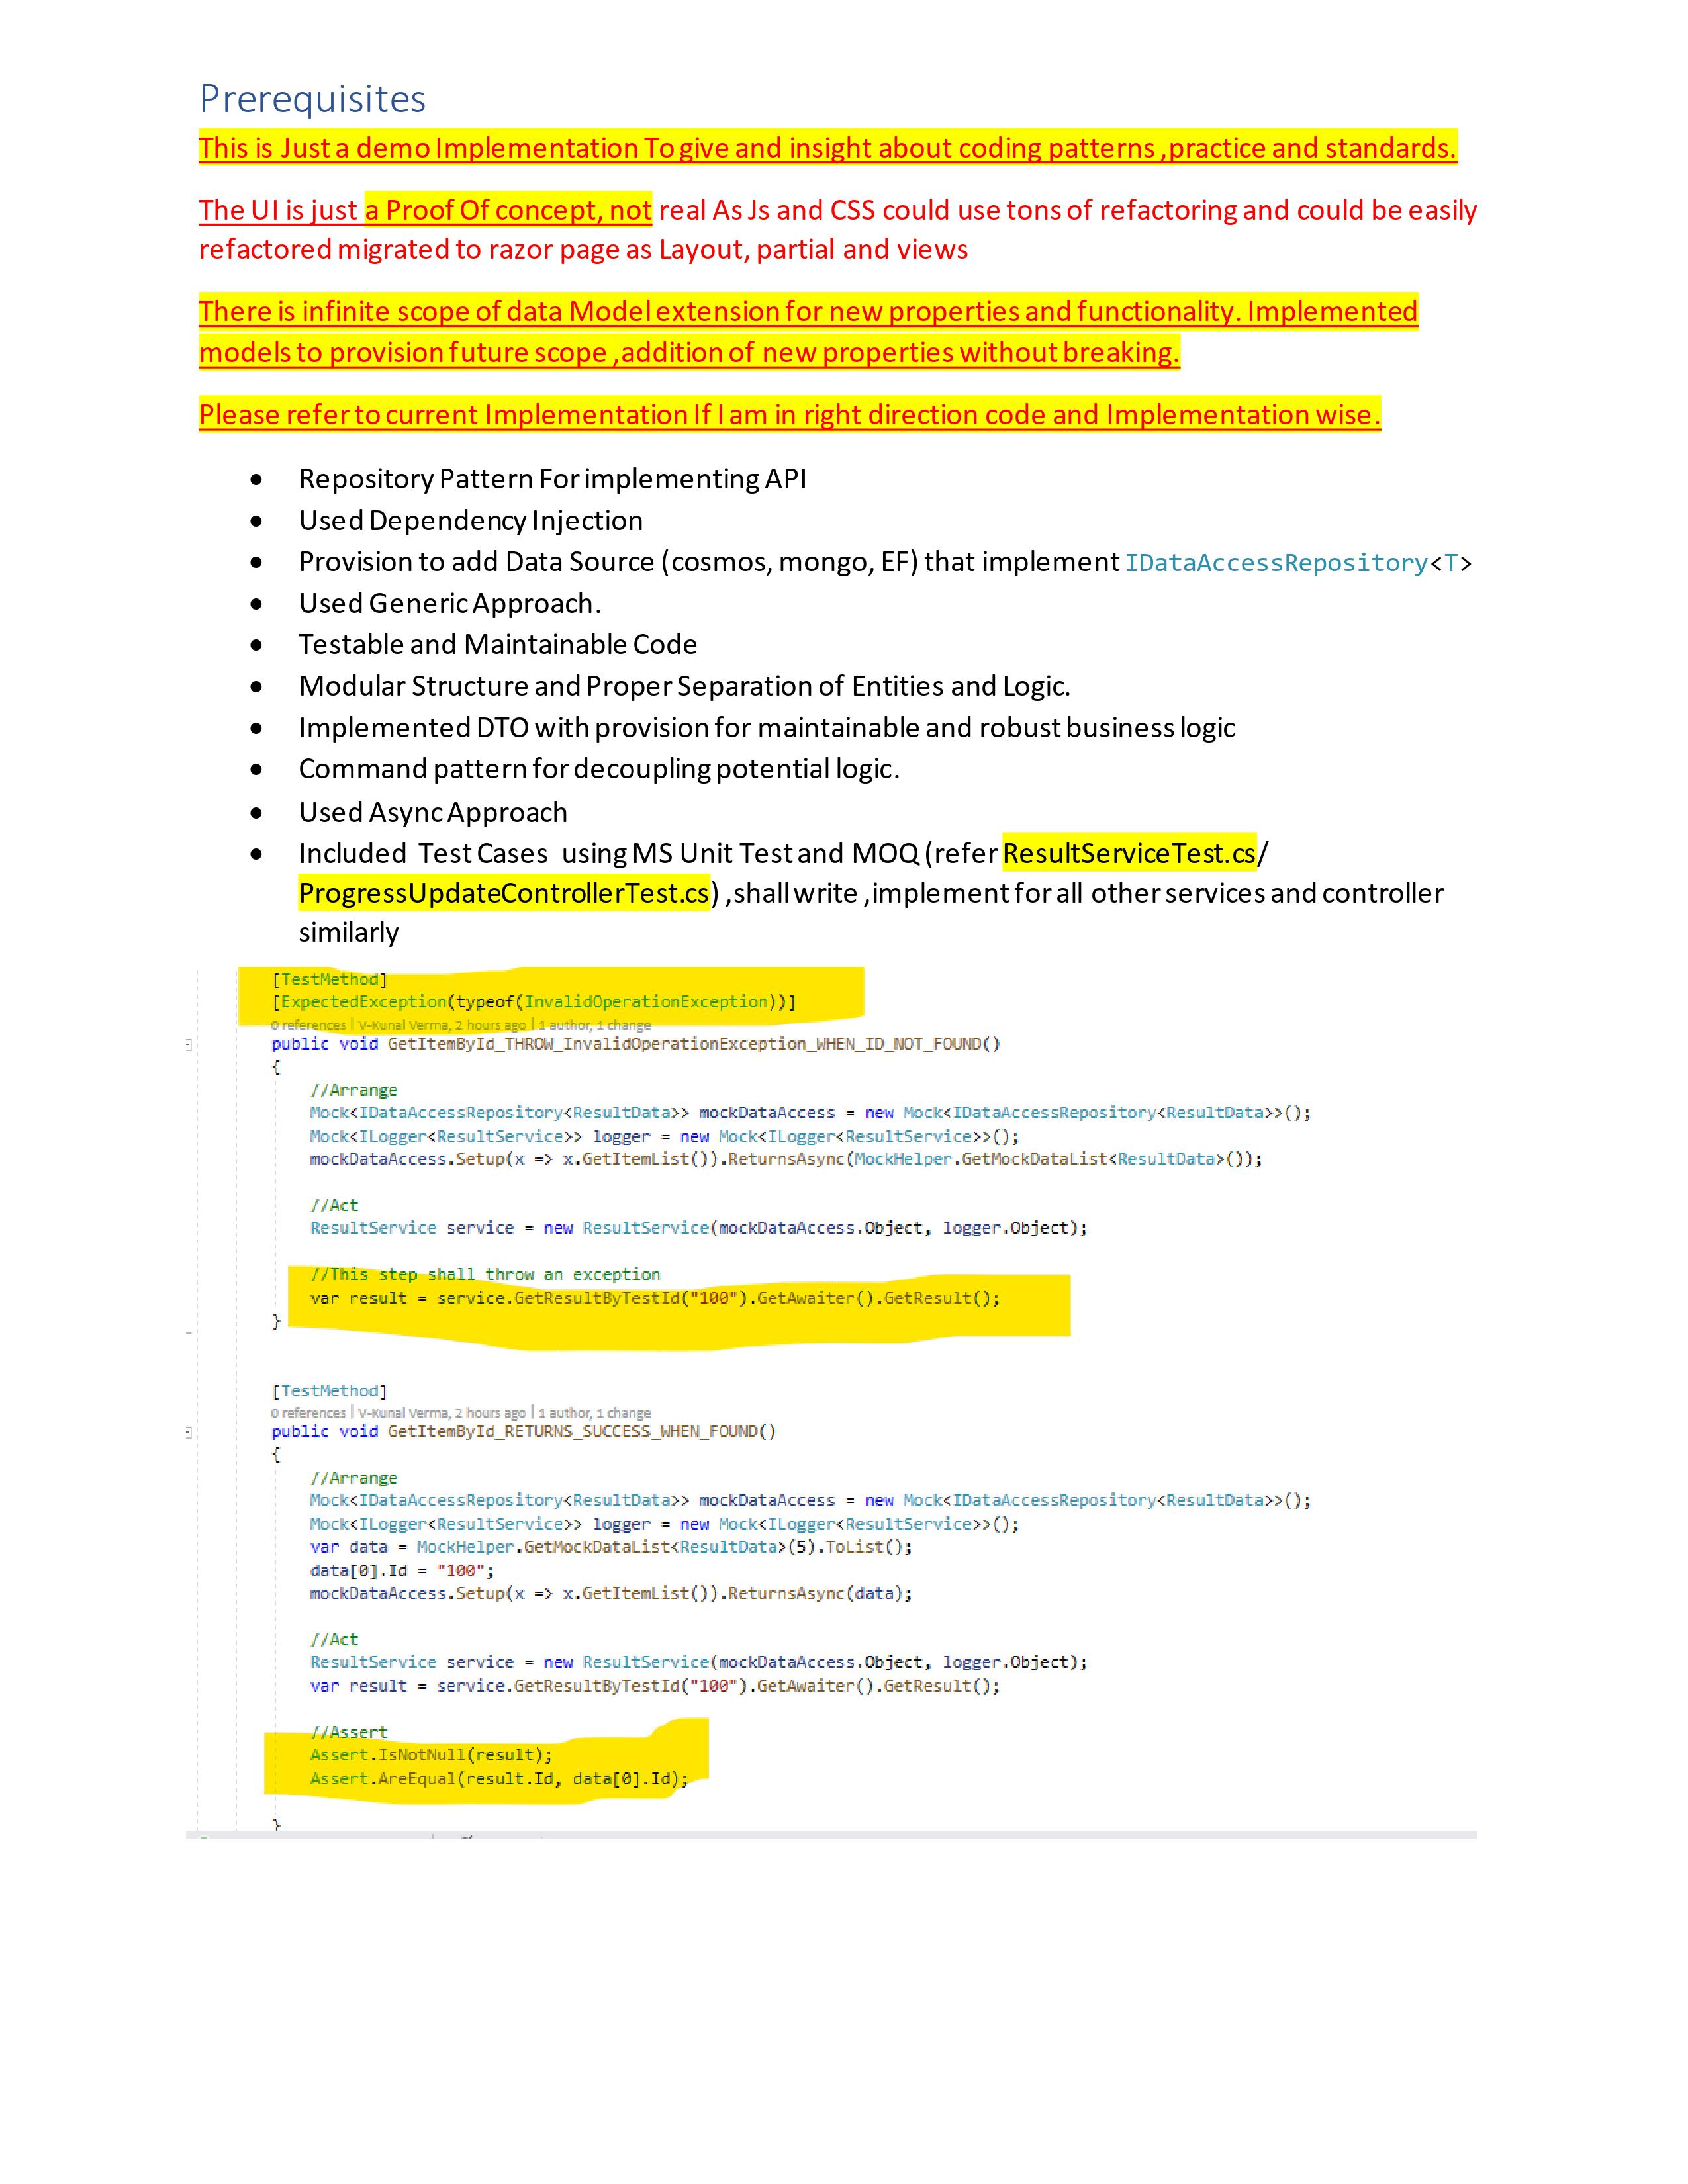 Prerequisites
This is Just a demo Implementation To give and insight about coding patterns ,practice and standards.
The UI is just a Proof Of concept, not real As Js and CSS could use tons of refactoring and could be easily
refactored migrated to razor page as Layout, partial and views
There is infinite scope of data Model extension for new properties and functionality. Implemented
models to provision future scope ,addition of new properties without breaking.
Please refer to current Implementation If I am in right direction code and Implementation wise.
• Repository Pattern For implementing API
• Used Dependency Injection
• Provision to add Data Source (cosmos, mongo, EF) that implement IDataAccessRepository<T>
• Used Generic Approach.
• Testable and Maintainable Code
• Modular Structure and Proper Separation of Entities and Logic.
• Implemented DTO with provision for maintainable and robust business logic
• Command pattern for decoupling potential logic.
• Used Async Approach
• Included Test Cases using MS Unit Test and MOQ (refer ResultServiceTest.cs/
ProgressUpdateControllerTest.cs) ,shall write ,implement for all other services and controller
similarly
[TestMethod]
[ExpectedException(typeof(InvalidOperationException))]
0 references | V-Kunal Verma, 2 hours ago | 1 author, 1 change
public void GetItemById_THROW_InvalidOperationException_WHEN_ID_NOT_FOUND()
{
//Arrange
Mock<IDataAccessRepository<ResultData>> mockDataAccess = new Mock<IDataAccessRepository<ResultData>>();
Mock<ILogger<ResultService>> logger = new Mock<ILogger<ResultService>>();
mockDataAccess.Setup(x => x.GetItemList()).ReturnsAsync(MockHelper.GetMockDataList<ResultData>());
//Act
ResultService service = new ResultService(mockDataAccess.Object, logger.Object);
//This step shall throw an exception
var result = service.GetResultByTestId("100").GetAwaiter().GetResult();
}
[TestMethod]
0 references | V-Kunal Verma, 2 hours ago | 1 author, 1 change
public void GetItemById_RETURNS_SUCCESS_WHEN_FOUND()
{
//Arrange
Mock<IDataAccessRepository<ResultData>> mockDataAccess = new Mock<IDataAccessRepository<ResultData>>();
Mock<ILogger<ResultService>> logger = new Mock<ILogger<ResultService>>();
var data = MockHelper.GetMockDataList<ResultData>(5).ToList();
data[0].Id = "100";
mockDataAccess.Setup(x => x.GetItemList()).ReturnsAsync(data);
//Act
ResultService service = new ResultService(mockDataAccess.Object, logger.Object);
var result = service.GetResultByTestId("100").GetAwaiter().GetResult();
//Assert
Assert.IsNotNull(result);
Assert.AreEqual(result.Id, data[0].Id);
}